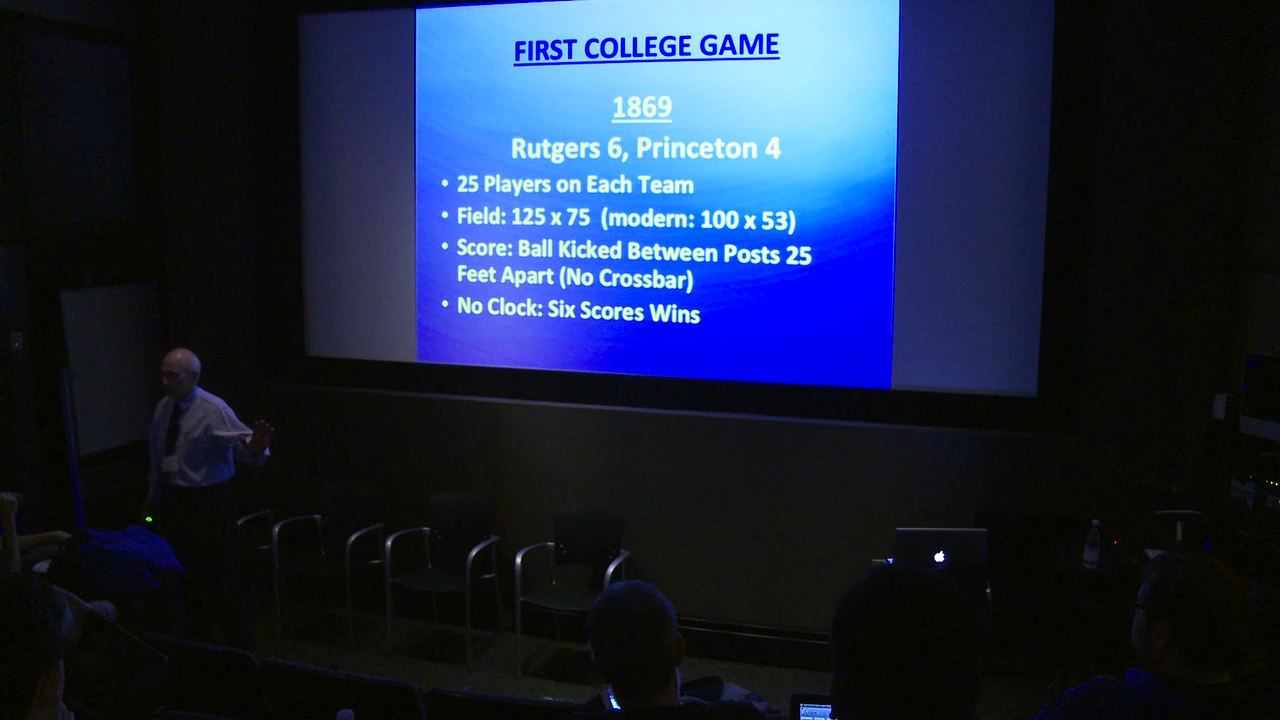 FIRST COLLEGE GAME
1869
Rutgers 6, Princeton 4
• 25 Players on Each Team
• Field: 125 x 75 (modern: 100 x 53)
• Score: Ball Kicked Between Posts 25
Feet Apart (No Crossbar)
• No Clock: Six Scores Wins